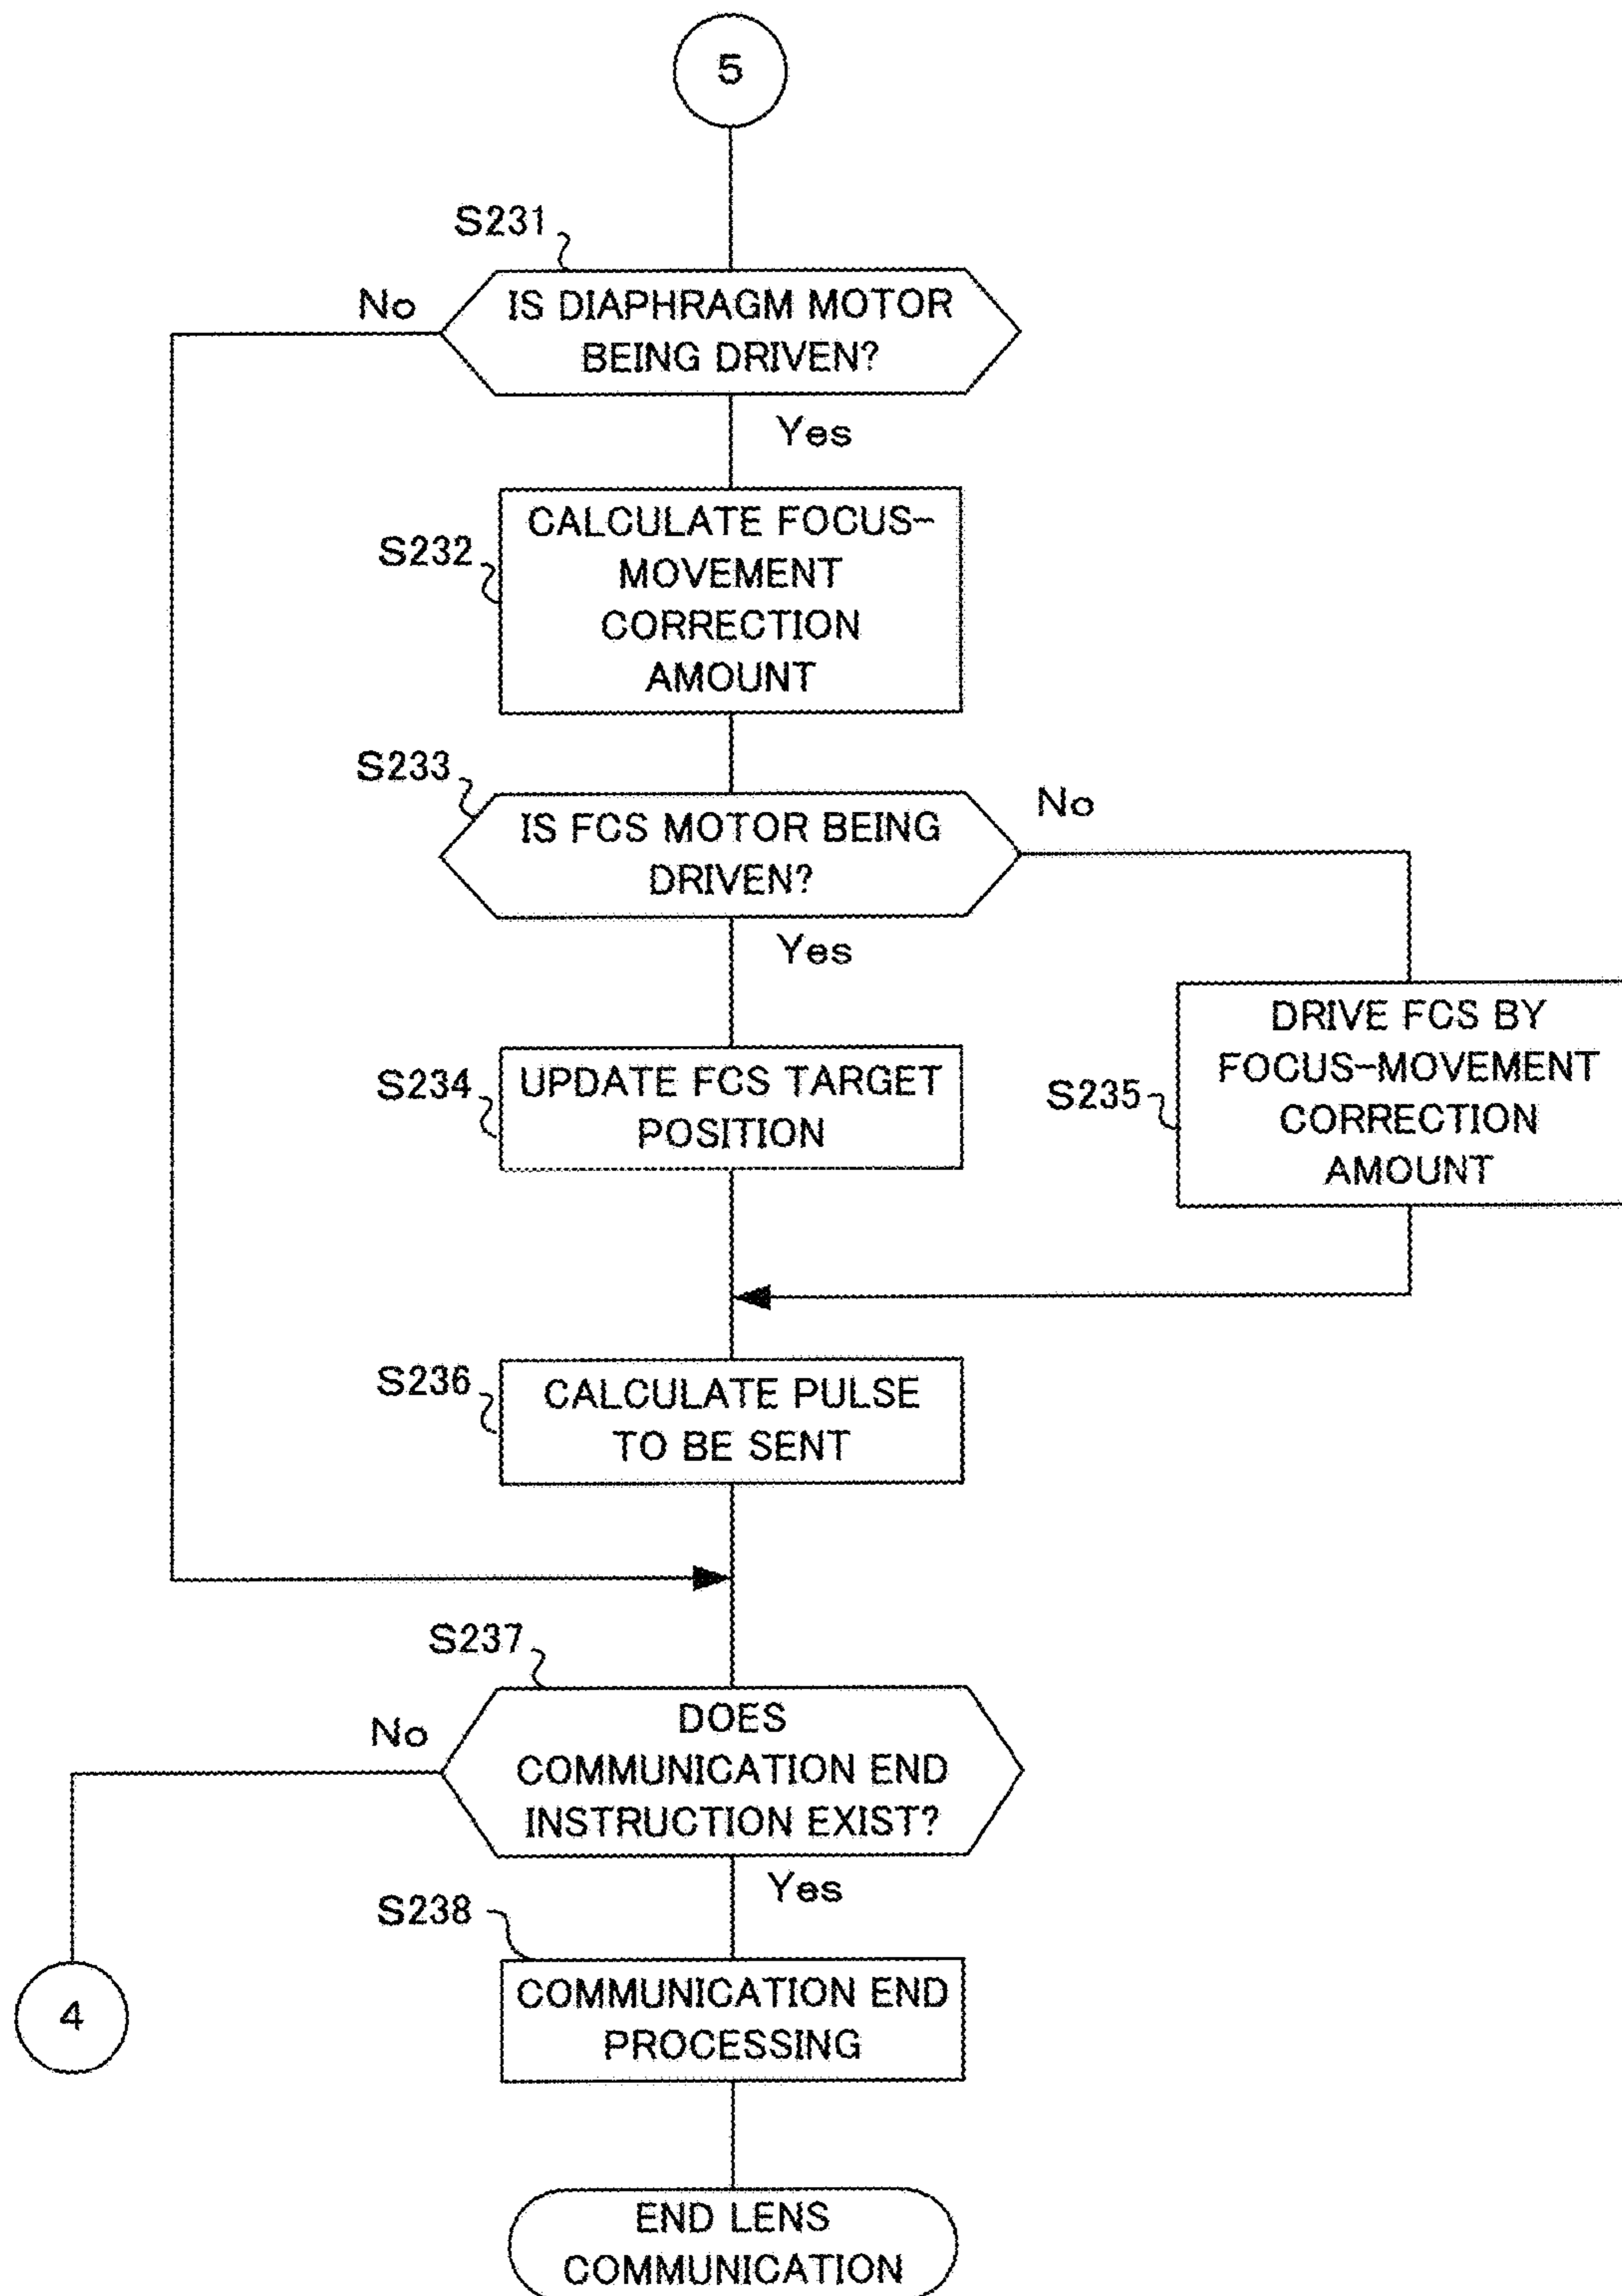 5
S231
No
IS DIAPHRAGM MOTOR
BEING DRIVEN?
Yes
S232
CALCULATE FOCUS-
MOVEMENT
CORRECTION
AMOUNT
S233
IS FCS MOTOR BEING
DRIVEN?
No
Yes
S234
UPDATE FCS TARGET
POSITION
S235
DRIVE FCS BY
FOCUS-MOVEMENT
CORRECTION
AMOUNT
S236
CALCULATE PULSE
TO BE SENT
S237
No
DOES
COMMUNICATION END
INSTRUCTION EXIST?
Yes
4
S238
COMMUNICATION END
PROCESSING
END LENS
COMMUNICATION